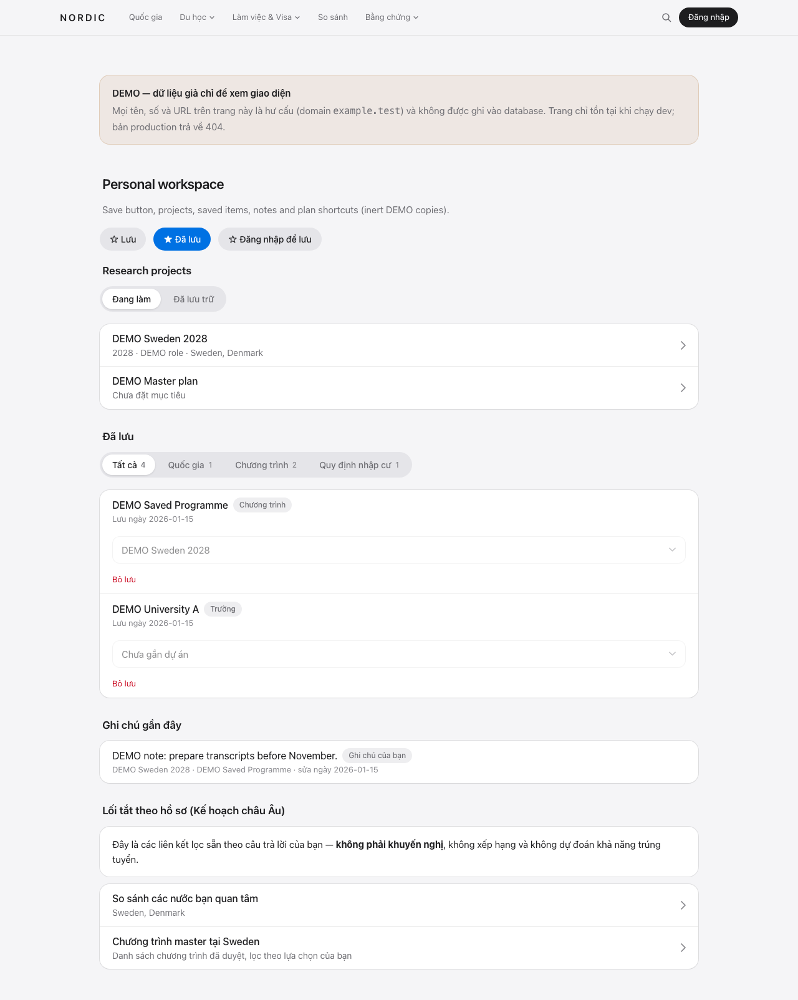 NORDIC
Quốc gia
Du học
Làm việc & Visa
So sánh
Bằng chứng
Đăng nhập
DEMO — dữ liệu giả chỉ để xem giao diện
Mọi tên, số và URL trên trang này là hư cấu (domain example.test) và không được ghi vào database. Trang chỉ tồn tại khi chạy dev;
bản production trả về 404.
Personal workspace
Save button, projects, saved items, notes and plan shortcuts (inert DEMO copies).
Lưu
Đã lưu
Đăng nhập để lưu
Research projects
Đang làm
Đã lưu trữ
DEMO Sweden 2028
2028 · DEMO role · Sweden, Denmark
DEMO Master plan
Chưa đặt mục tiêu
Đã lưu
Tất cả 4
Quốc gia 1
Chương trình 2
Quy định nhập cư 1
DEMO Saved Programme Chương trình
Lưu ngày 2026-01-15
DEMO Sweden 2028
Bỏ lưu
DEMO University A Trường
Lưu ngày 2026-01-15
Chưa gắn dự án
Bỏ lưu
Ghi chú gần đây
DEMO note: prepare transcripts before November. Ghi chú của bạn
DEMO Sweden 2028 · DEMO Saved Programme · sửa ngày 2026-01-15
Lối tắt theo hồ sơ (Kế hoạch châu Âu)
Đây là các liên kết lọc sẵn theo câu trả lời của bạn — không phải khuyến nghị, không xếp hạng và không dự đoán khả năng trúng
tuyển.
So sánh các nước bạn quan tâm
Sweden, Denmark
Chương trình master tại Sweden
Danh sách chương trình đã duyệt, lọc theo lựa chọn của bạn